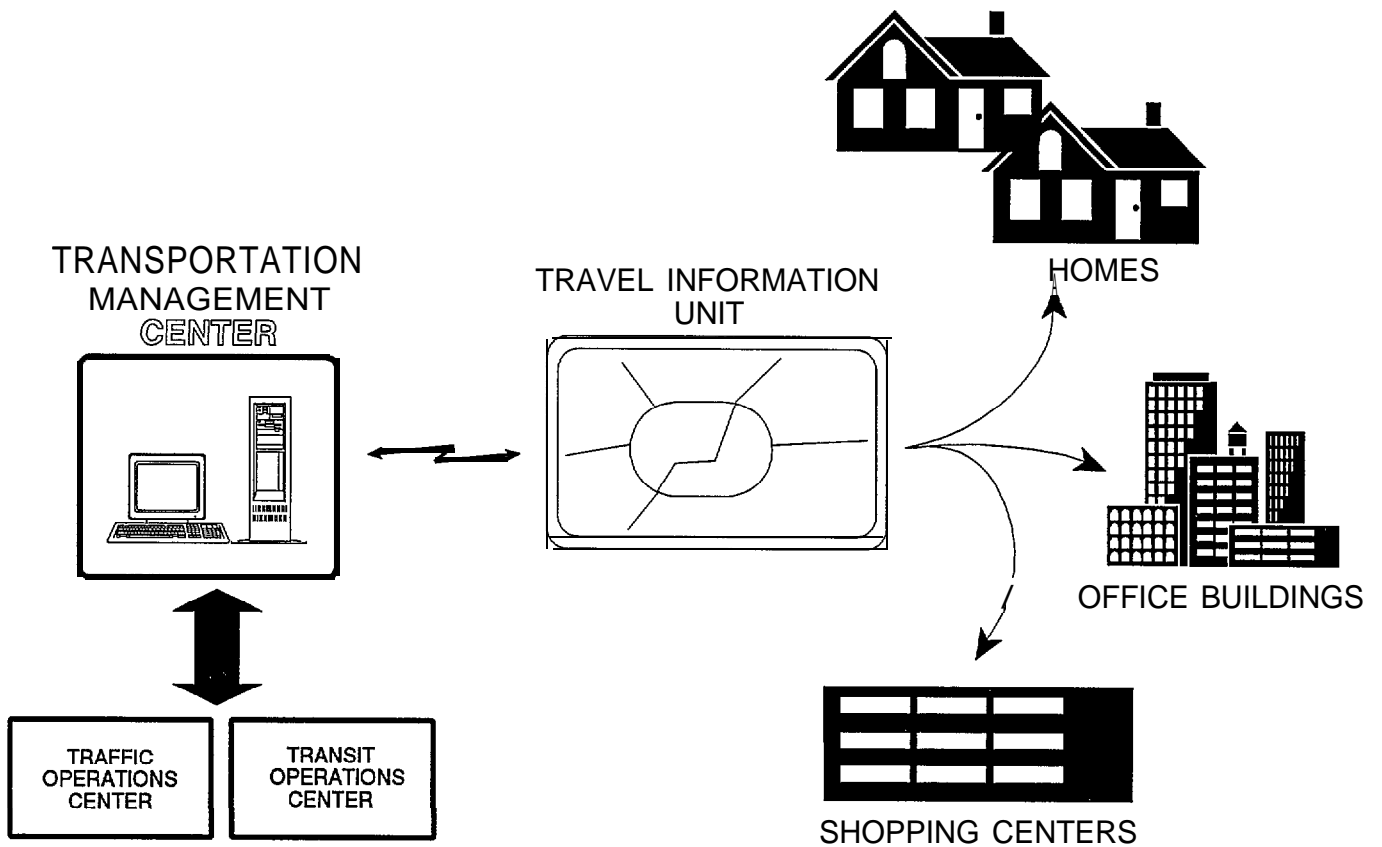 TRANSPORTATION
MANAGEMENT
CENTER
TRAVEL INFORMATION
UNIT
HOMES
OFFICE BUILDINGS
SHOPPING CENTERS
TRAFFIC
OPERATIONS
CENTER
TRANSIT
OPERATIONS
CENTER